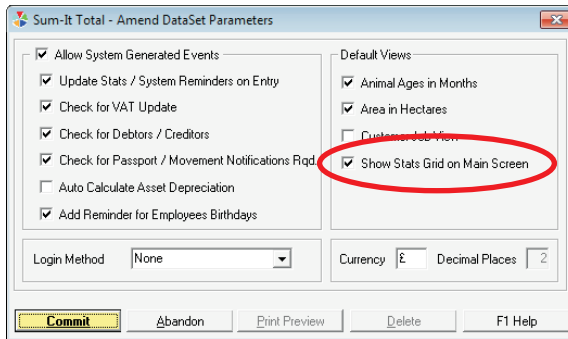 Sum-It Total - Amend DataSet Parameters
Allow System Generated Events
Update Stats / System Reminders on Entry
Check for VAT Update
Check for Debtors / Creditors
Check for Passport / Movement Notifications Rqd.
Auto Calculate Asset Depreciation
Add Reminder for Employees Birthdays
Default Views
Animal Ages in Months
Area in Hectares
Customer Job View
Show Stats Grid on Main Screen
Login Method None
Currency £ Decimal Places 2
Commit Abandon Print Preview Delete F1 Help